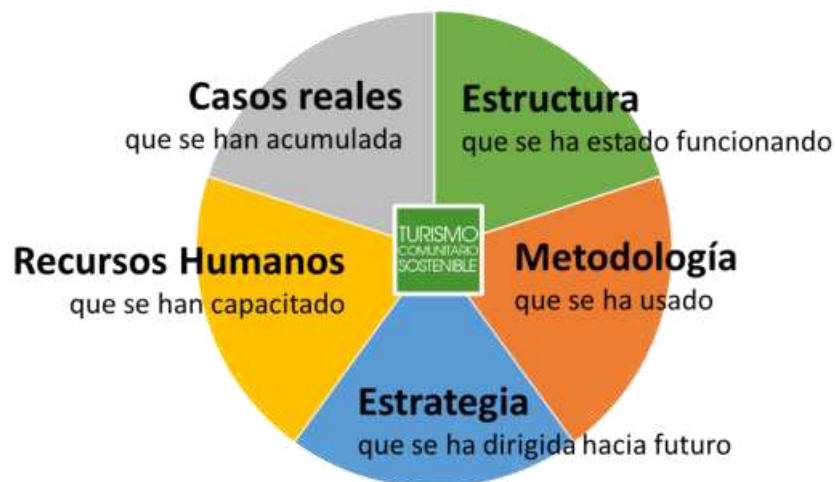 Casos reales
que se han acumulada
Estructura
que se ha estado funcionando
TURISMO
COMUNITARIO
SOSTENIBLE
Recursos Humanos
que se han capacitado
Metodología
que se ha usado
Estrategia
que se ha dirigida hacia futuro